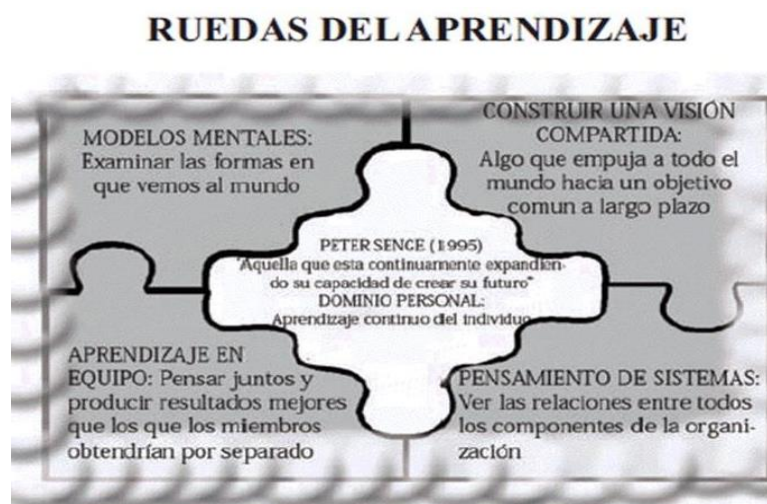 RUEDAS DEL APRENDIZAJE
MODELOS MENTALES:
Examinar las formas en
que vemos al mundo
CONSTRUIR UNA VISIÓN
COMPARTIDA:
Algo que empuja a todo el
mundo hacia un objetivo
comun a largo plazo
PETER SENCE (1995)
"Aquella que esta continuamente expandien-
do su capacidad de crear su futuro"
DOMINIO PERSONAL:
Aprendizaje continuo del individuo
APRENDIZAJE EN
EQUIPO: Pensar juntos y
producir resultados mejores
que los que los miembros
obtendrían por separado
PENSAMIENTO DE SISTEMAS:
Ver las relaciones entre todos
los componentes de la organi-
zación